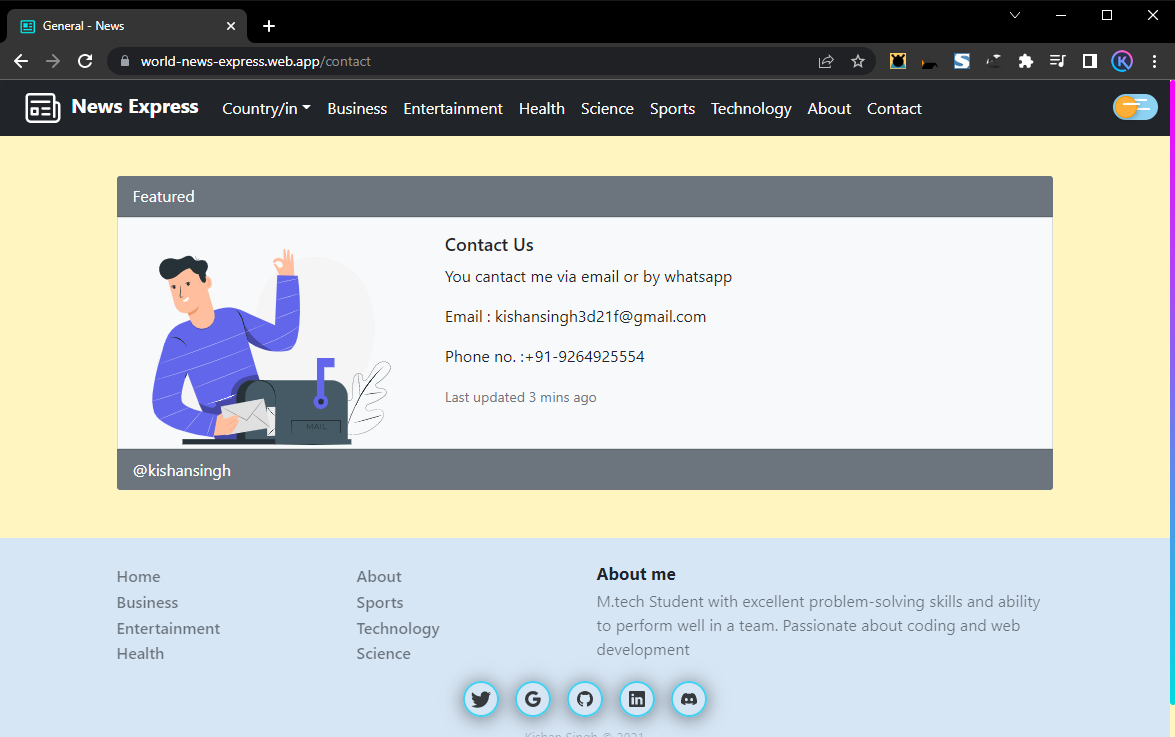 General - News
world-news-express.web.app/contact
News Express Country/in Business Entertainment Health Science Sports Technology About Contact
Featured
Contact Us
You cantact me via email or by whatsapp
Email : kishansingh3d21f@gmail.com
Phone no. :+91-9264925554
Last updated 3 mins ago
MAIL
@kishansingh
Home
Business
Entertainment
Health
About
Sports
Technology
Science
About me
M.tech Student with excellent problem-solving skills and ability
to perform well in a team. Passionate about coding and web
development
Kishan Singh © 2021